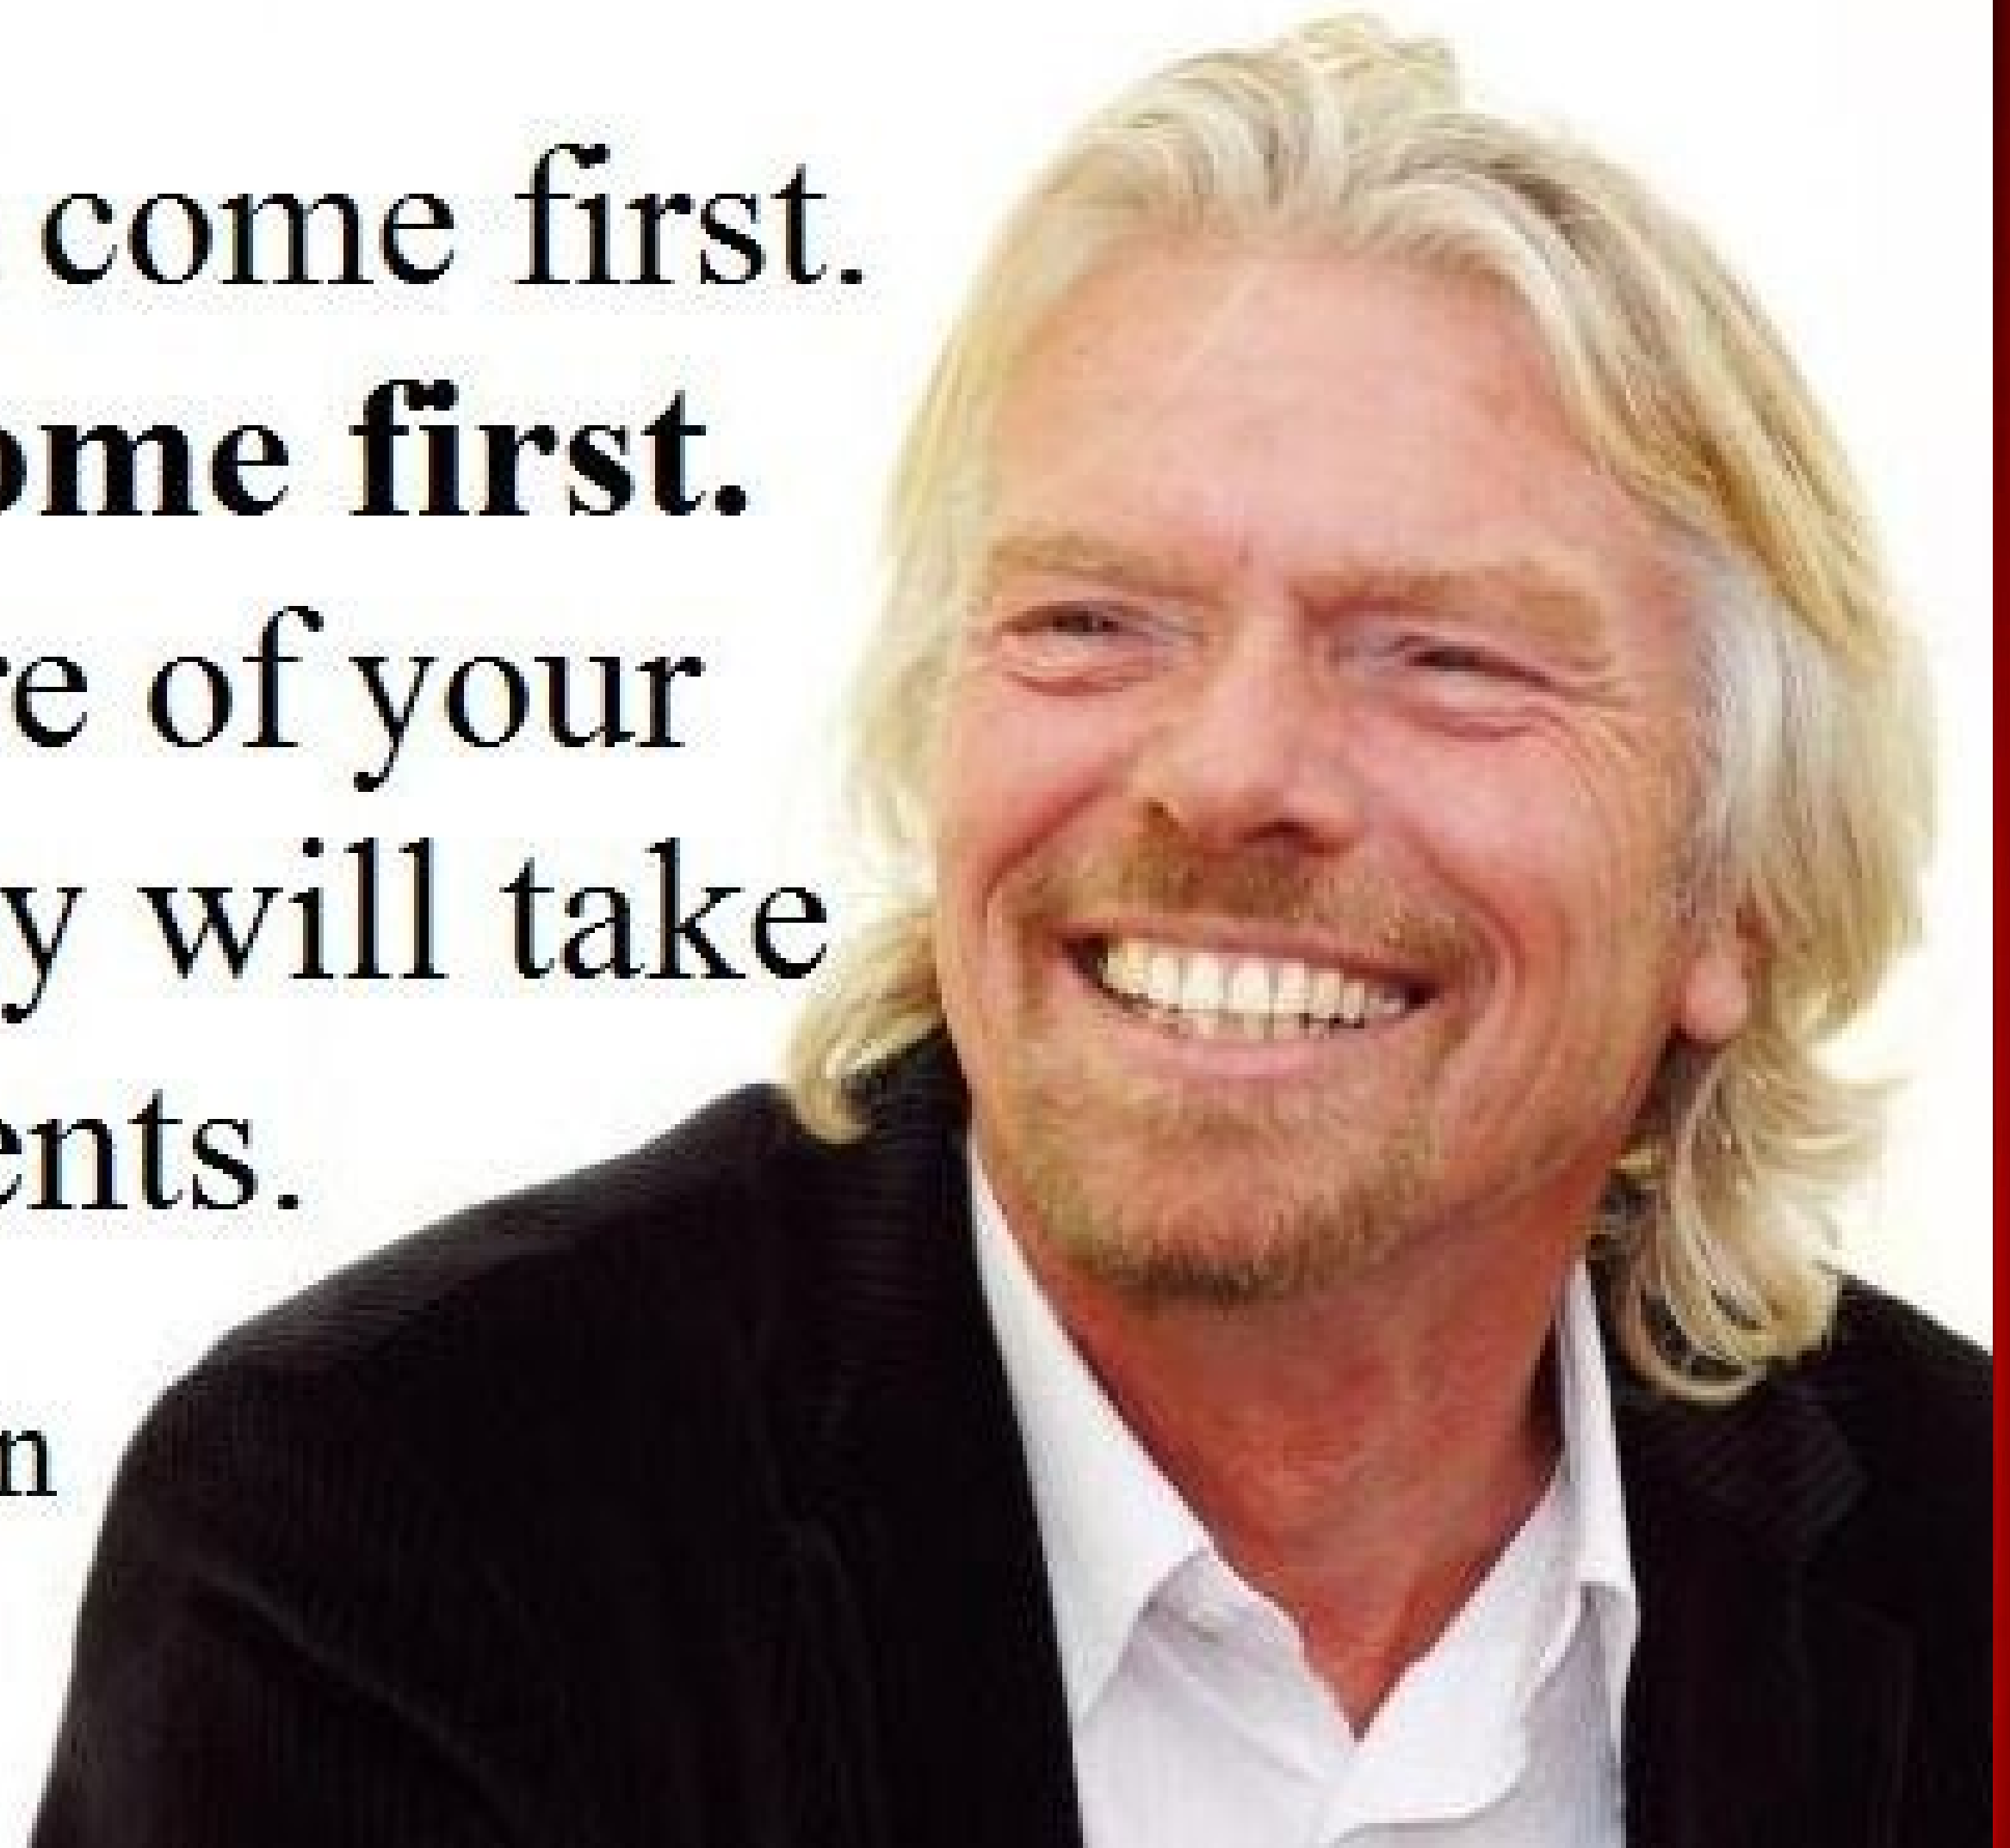 come first.
ome first.
re of your
y will take
ents.
n